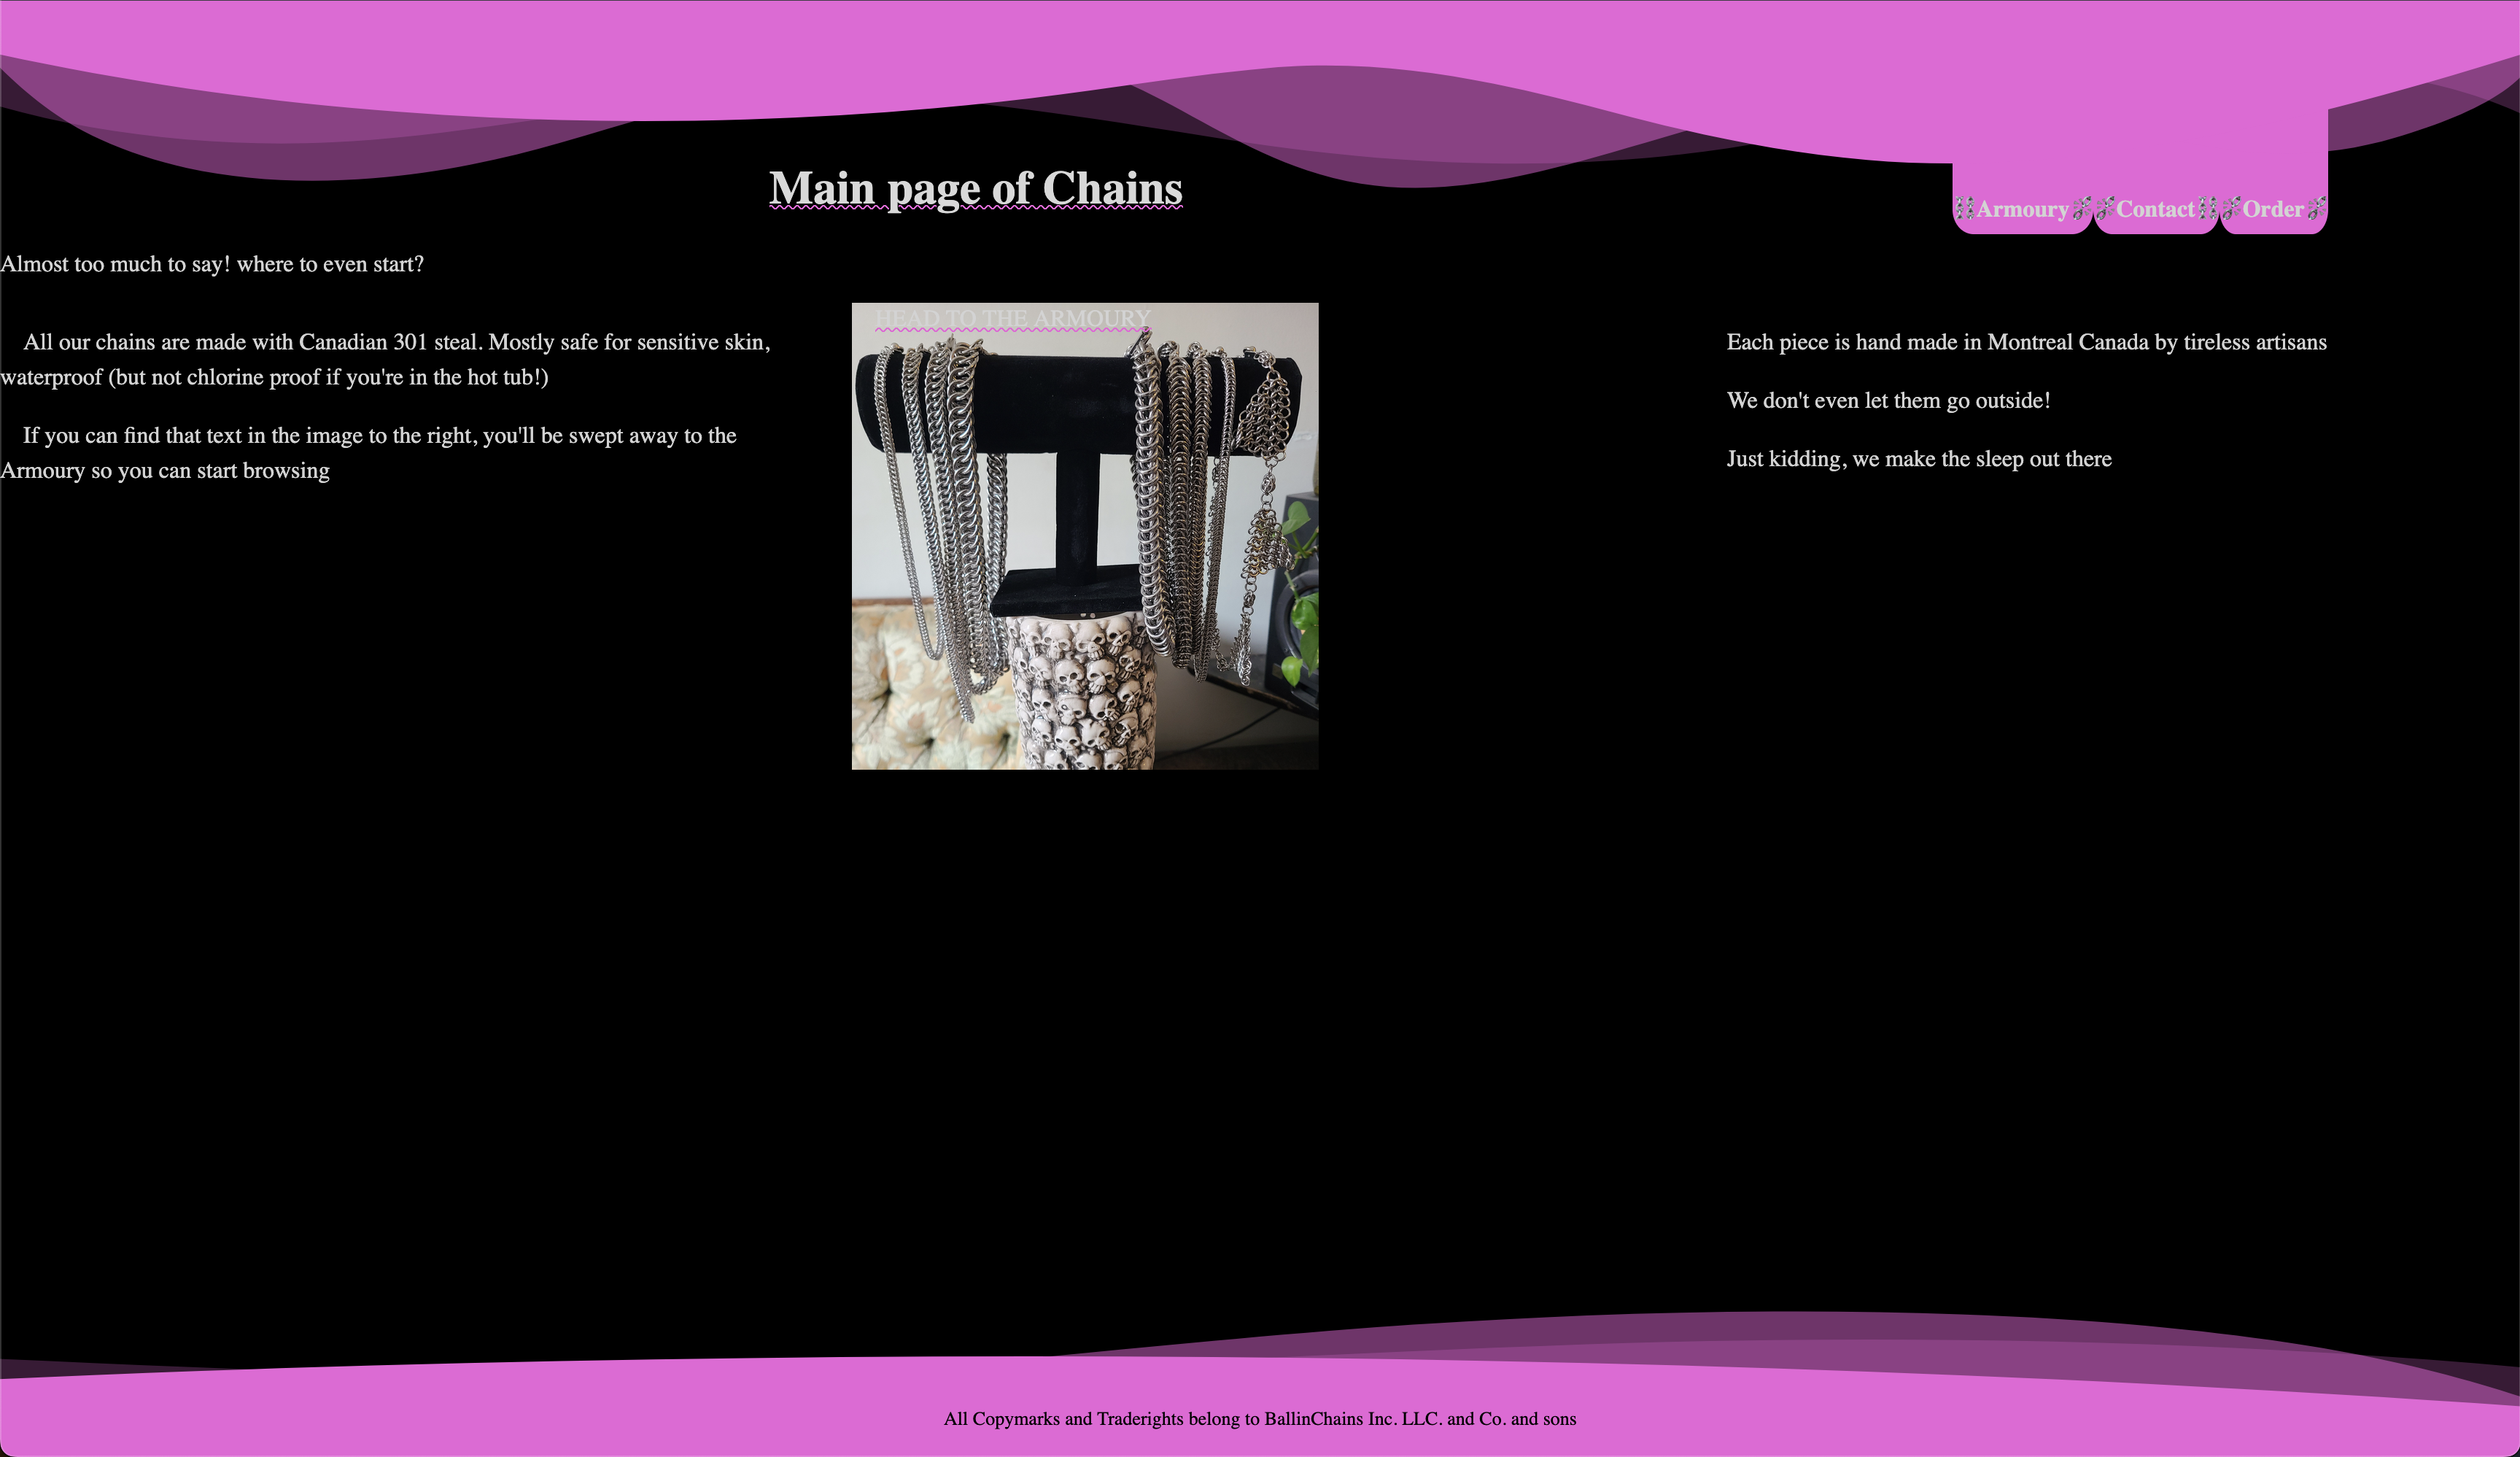 Main page of Chains
Armoury Contact Order
Almost too much to say! where to even start?
All our chains are made with Canadian 301 steal. Mostly safe for sensitive skin,
waterproof (but not chlorine proof if you're in the hot tub!)
If you can find that text in the image to the right, you'll be swept away to the
Armoury so you can start browsing
HEAD TO THE ARMOURY
Each piece is hand made in Montreal Canada by tireless artisans
We don't even let them go outside!
Just kidding, we make the sleep out there
All Copymarks and Traderights belong to BallinChains Inc. LLC. and Co. and sons